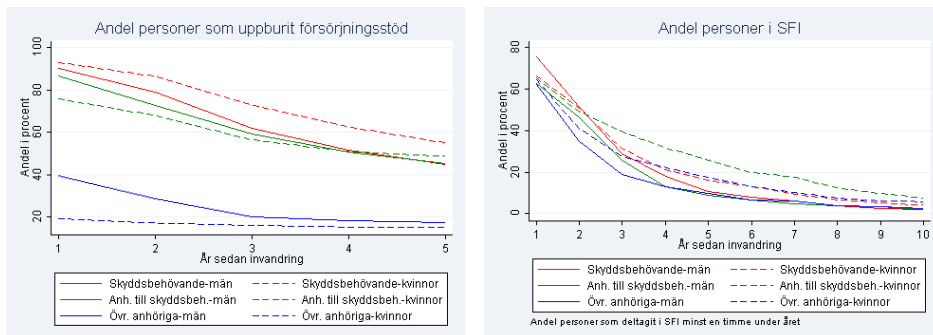 Andel personer som uppburit försörjningsstöd
Andel i procent
100
80
60
40
20
1 2 3 4 5
År sedan invandring
Skyddsbehövande-män Skyddsbehövande-kvinnor
Anh. till skyddsbeh.-män Anh. till skyddsbeh.-kvinnor
Övr. anhöriga-män Övr. anhöriga-kvinnor
Andel personer i SFI
Andel i procent
80
60
40
20
0
1 2 3 4 5 6 7 8 9 10
År sedan invandring
Skyddsbehövande-män Skyddsbehövande-kvinnor
Anh. till skyddsbeh.-män Anh. till skyddsbeh.-kvinnor
Övr. anhöriga-män Övr. anhöriga-kvinnor
Andel personer som deltagit i SFI minst en timme under året